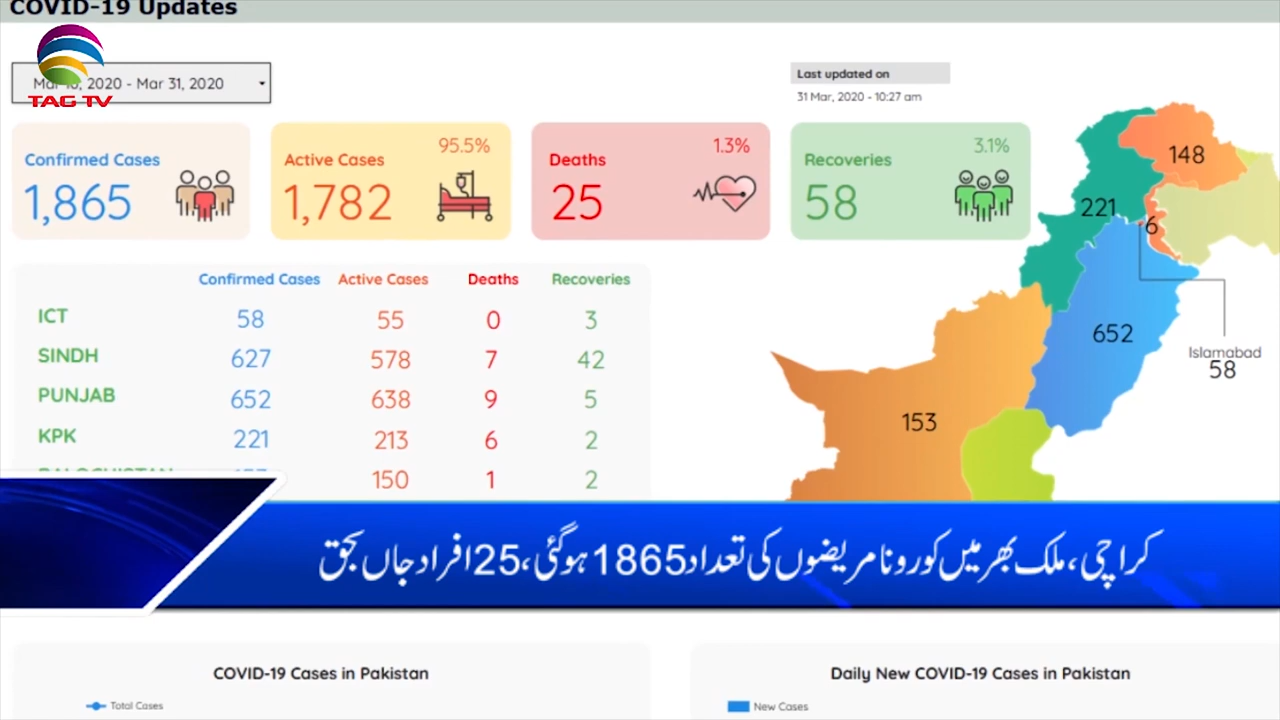 COVID-19 Updates
2020 - Mar 31, 2020
TAG TV
Last updated on
31 Mar, 2020 - 10:27 am
Confirmed Cases
1,865
Active Cases
95.5%
1,782
Deaths
1.3%
25
Recoveries
3.1%
58
Confirmed Cases Active Cases Deaths Recoveries
ICT 58 55 0 3
SINDH 627 578 7 42
PUNJAB 652 638 9 5
KPK 221 213 6 2
BALOCHISTAN 150 1 2
148
221
6
652
153
Islamabad
58
کراچی، ملک بھر میں کورونا مریضوں کی تعداد 1865 ہوگئی، 25 افراد جاں بحق
COVID-19 Cases in Pakistan
Total Cases
Daily New COVID-19 Cases in Pakistan
New Cases